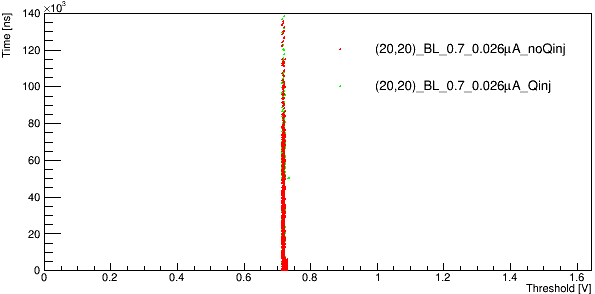 ×10³
Time [ns]
140
120
100
80
60
40
20
0
(20,20)_BL_0.7_0.026μA_noQinj
(20,20)_BL_0.7_0.026μA_Qinj
0 0.2 0.4 0.6 0.8 1 1.2 1.4 1.6
Threshold [V]